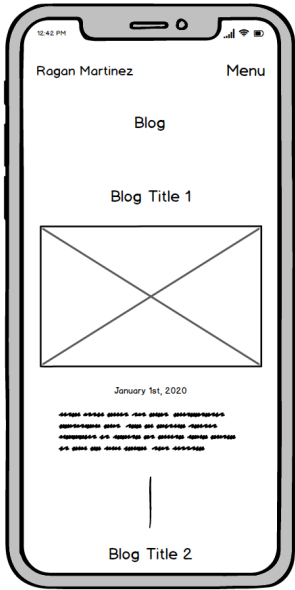 12:42 PM
Ragan Martinez Menu
Blog
Blog Title 1
January 1st, 2020
Blog Title 2